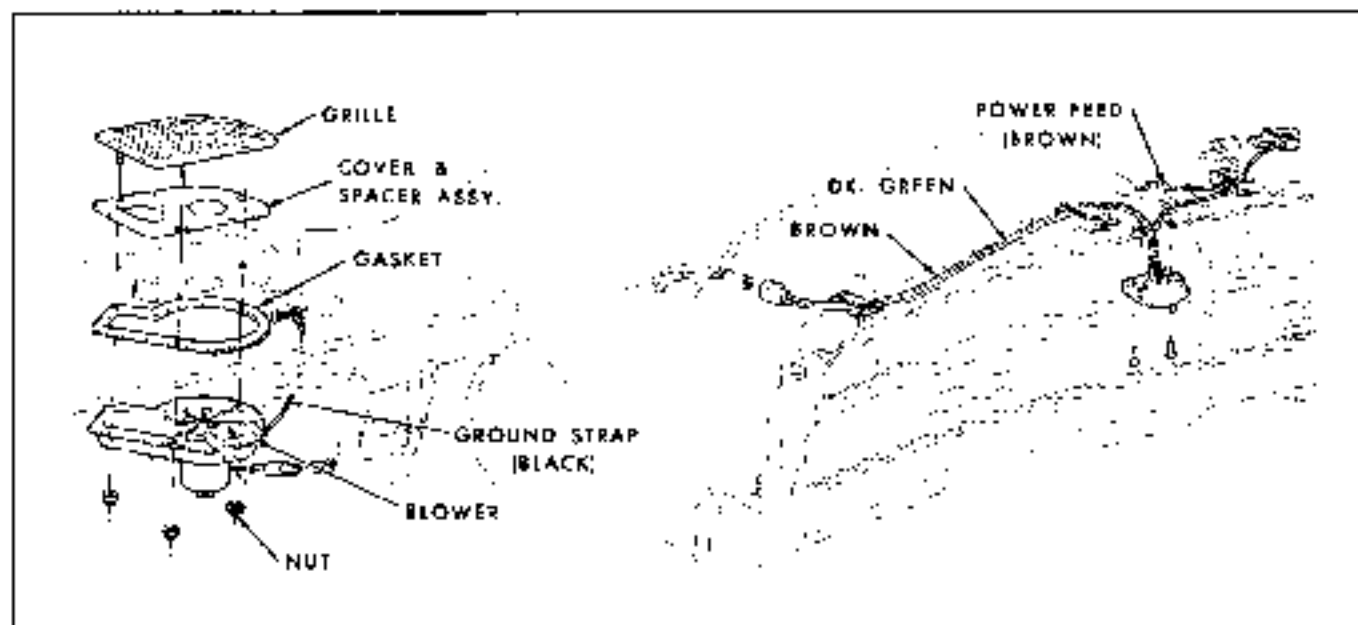 GRILLE
COVER &
SPACER ASSY.
GASKET
GROUND STRAP
(BLACK)
BLOWER
NUT
POWER FEED
(BROWN)
DK. GREEN
BROWN